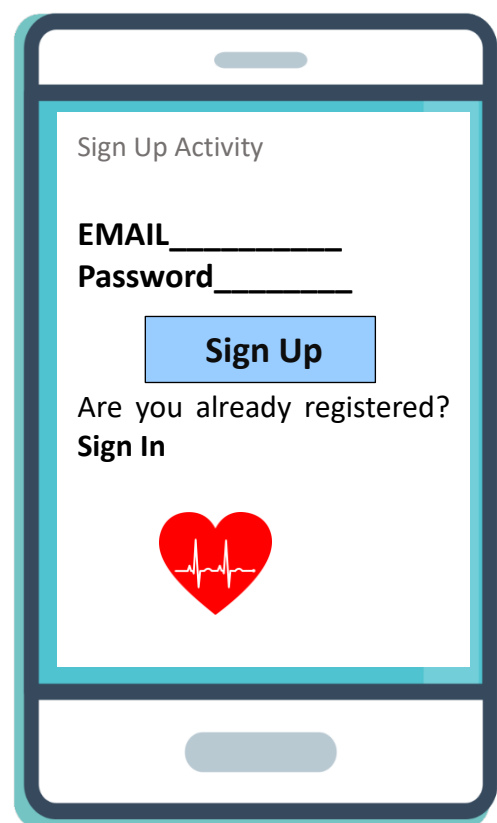 Sign Up Activity
EMAIL__________
Password________
Sign Up
Are you already registered?
Sign In